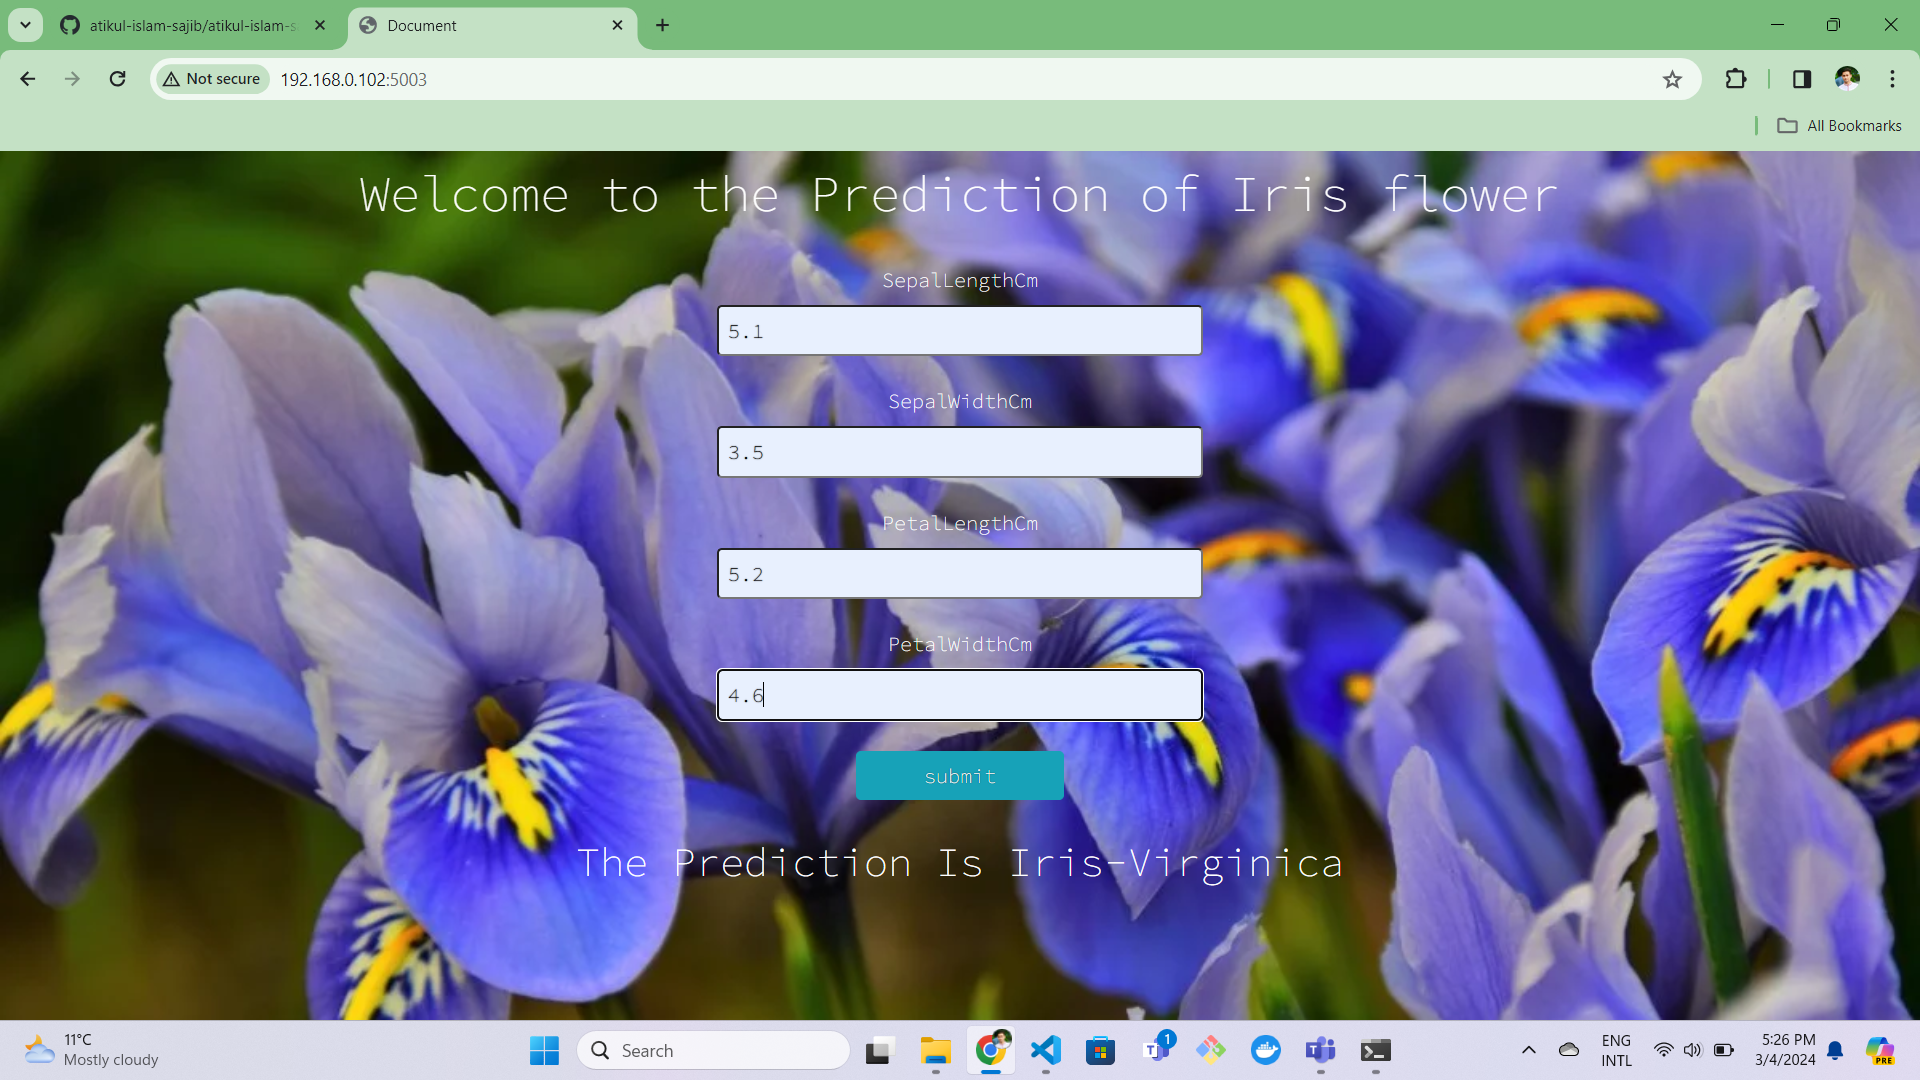 atikul-islam-sajib/atikul-islam-s
Document
Not secure
192.168.0.102:5003
All Bookmarks
Welcome to the Prediction of Iris flower
SepalLengthCm
5.1
SepalWidthCm
3.5
PetalLengthCm
5.2
PetalWidthCm
4.6
submit
The Prediction Is Iris-Virginica
11°C
Mostly cloudy
Search
T
1
T
PRE
ENG
INTL
5:26 PM
3/4/2024